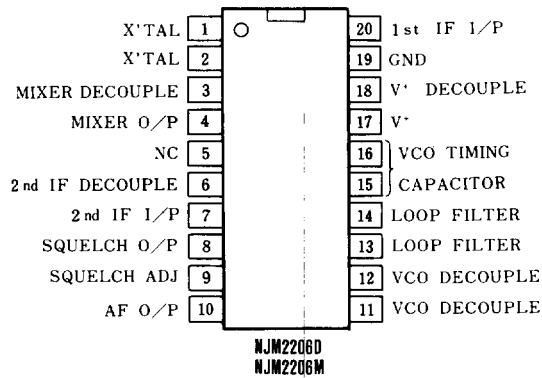 X'TAL 1
X'TAL 2
MIXER DECOUPLE 3
MIXER O/P 4
NC 5
2nd IF DECOUPLE 6
2nd IF I/P 7
SQUELCH O/P 8
SQUELCH ADJ 9
AF O/P 10
20 1st IF I/P
19 GND
18 V+ DECOUPLE
17 V+
16 VCO TIMING
15 CAPACITOR
14 LOOP FILTER
13 LOOP FILTER
12 VCO DECOUPLE
11 VCO DECOUPLE
NJM2206D
NJM2206M